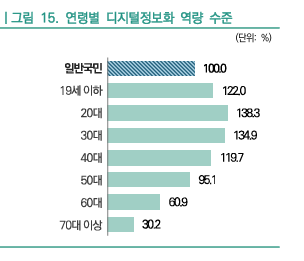 | 그림 15. 연령별 디지털정보화 역량 수준
(단위: %)
일반국민 100.0
19세 이하 122.0
20대 138.3
30대 134.9
40대 119.7
50대 95.1
60대 60.9
70대 이상 30.2